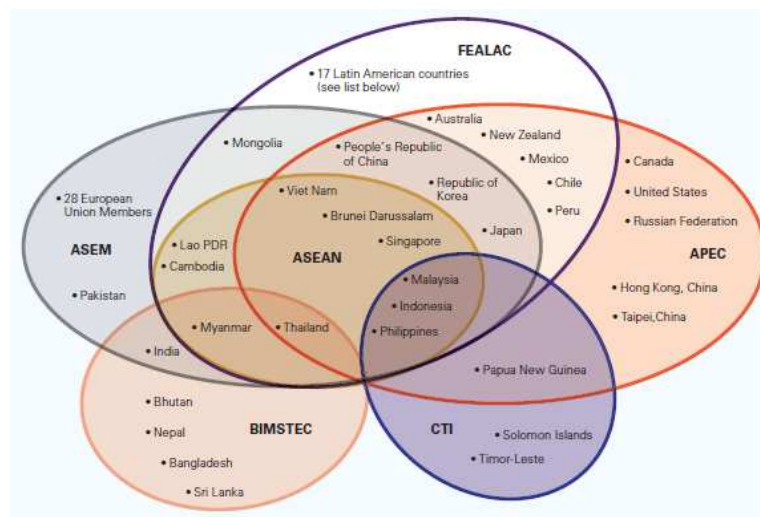 FEALAC
• 17 Latin American countries
(see list below)
• Australia
• New Zealand
• Mongolia
• People's Republic
of China
• Mexico
• Canada
• Viet Nam
• Republic of
Korea
• Chile
• United States
• 28 European
Union Members
• Brunei Darussalam
• Peru
• Russian Federation
• Japan
ASEM
• Lao PDR
• Singapore
APEC
ASEAN
• Cambodia
• Malaysia
• Hong Kong, China
• Pakistan
• Indonesia
• Taipei,China
• Myanmar
• Thailand
• Philippines
• India
• Papua New Guinea
• Bhutan
BIMSTEC
CTI
• Nepal
• Solomon Islands
• Bangladesh
• Timor-Leste
• Sri Lanka